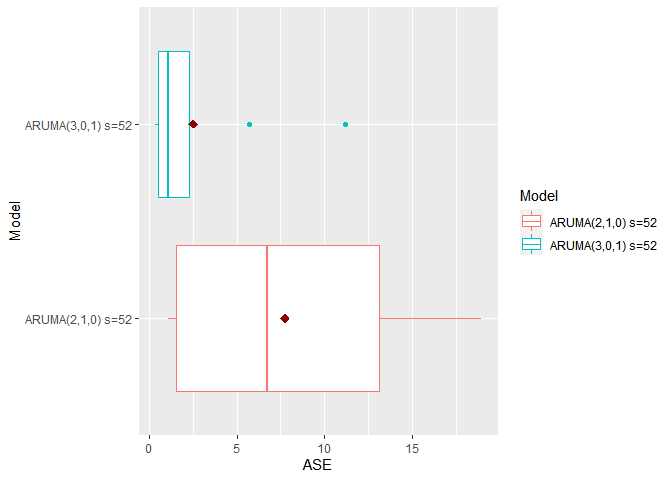 ARUMA(3,0,1) s=52
ARUMA(2,1,0) s=52
Model
0
5
10
15
ASE
Model
ARUMA(2,1,0) s=52
ARUMA(3,0,1) s=52